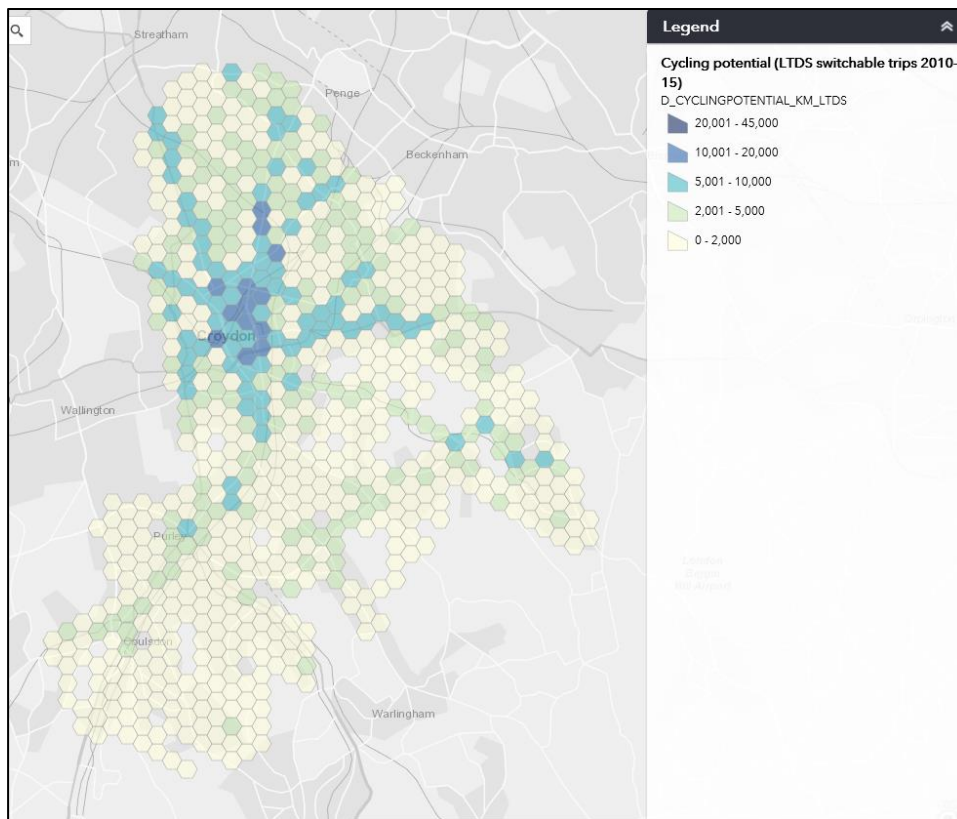 Streatham
Penge
Beckenham
Croydon
Wallington
Purley
Coulsdon
Warlingham
Legend
Cycling potential (LTDS switchable trips 2010-
15)
D_CYCLINGPOTENTIAL_KM_LTDS
20,001 - 45,000
10,001 - 20,000
5,001 - 10,000
2,001 - 5,000
0 - 2,000